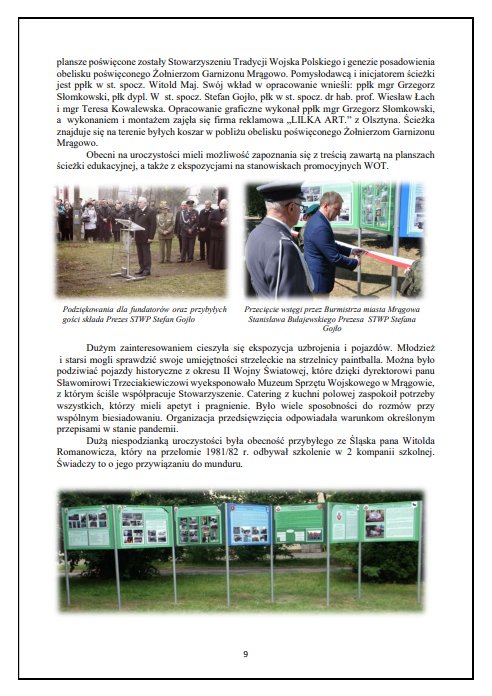 plansze poświęcone zostały Stowarzyszeniu Tradycji Wojska Polskiego i genezie posadowienia
obelisku poświęconego Żołnierzom Garnizonu Mrągowo. Pomysłodawcą i inicjatorem ścieżki
jest ppłk w st. spocz. Witold Maj. Swój wkład w opracowanie wnieśli: ppłk mgr Grzegorz
Słomkowski, płk dypl. W st. spocz. Stefan Gojło, płk w st. spocz. dr hab. prof. Wiesław Łach
i mgr Teresa Kowalewska. Opracowanie graficzne wykonał ppłk mgr Grzegorz Słomkowski,
a wykonaniem i montażem zajęła się firma reklamowa „LILKA ART.” z Olsztyna. Ścieżka
znajduje się na terenie byłych koszar w pobliżu obelisku poświęconego Żołnierzom Garnizonu
Mrągowo.
Obecni na uroczystości mieli możliwość zapoznania się z treścią zawartą na planszach
ścieżki edukacyjnej, a także z ekspozycjami na stanowiskach promocyjnych WOT.
Podziękowania dla fundatorów oraz przybyłych
gości składa Prezes STWP Stefan Gojło
Przecięcie wstęgi przez Burmistrza miasta Mrągowa
Stanisława Bułajewskiego Prezesa STWP Stefana
Gojło
Dużym zainteresowaniem cieszyła się ekspozycja uzbrojenia i pojazdów. Młodzież
i starsi mogli sprawdzić swoje umiejętności strzeleckie na strzelnicy paintballa. Można było
podziwiać pojazdy historyczne z okresu II Wojny Światowej, które dzięki dyrektorowi panu
Sławomirowi Trzeciakiewiczowi wyeksponowało Muzeum Sprzętu Wojskowego w Mrągowie,
z którym ściśle współpracuje Stowarzyszenie. Catering z kuchni polowej zaspokoił potrzeby
wszystkich, którzy mieli apetyt i pragnienie. Było wiele sposobności do rozmów przy
wspólnym biesiadowaniu. Organizacja przedsięwzięcia odpowiadała warunkom określonym
przepisami w stanie pandemii.
Dużą niespodzianką uroczystości była obecność przybyłego ze Śląska pana Witolda
Romanowicza, który na przełomie 1981/82 r. odbywał szkolenie w 2 kompanii szkolnej.
Świadczy to o jego przywiązaniu do munduru.
9